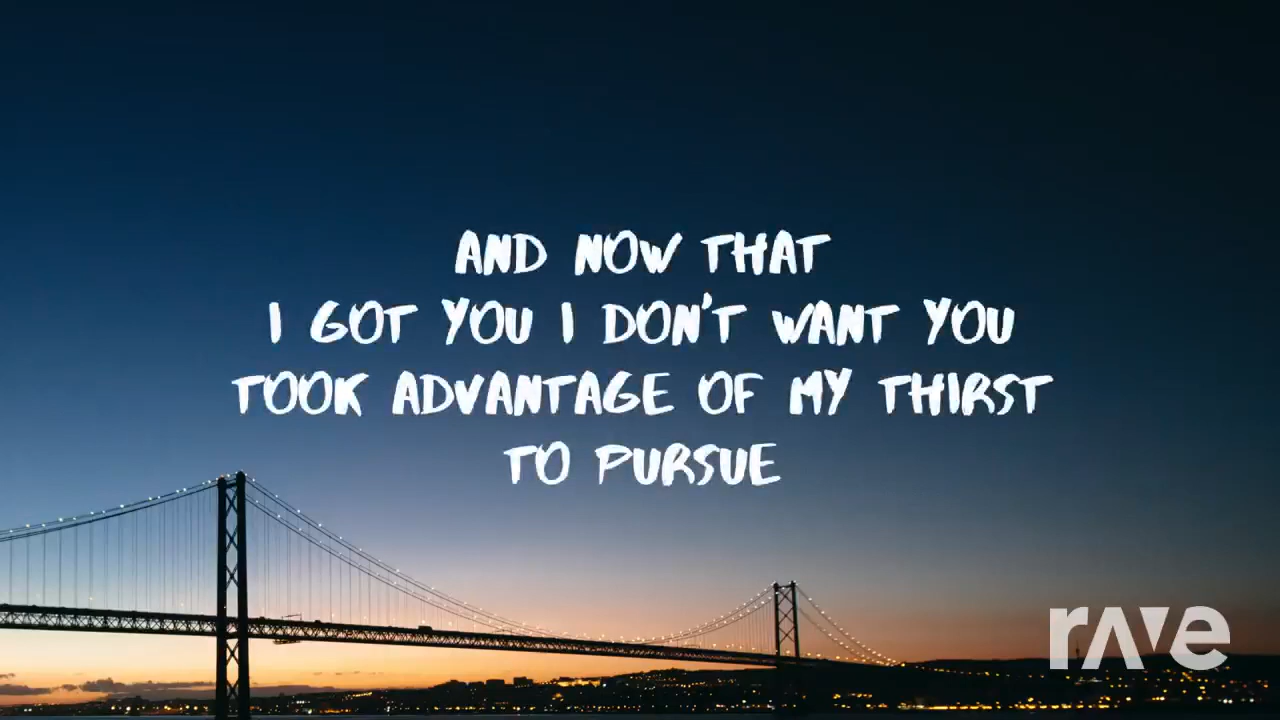 AND NOW THAT
I GOT YOU I DON'T WANT YOU
TOOK ADVANTAGE OF MY THIRST
TO PURSUE
rave